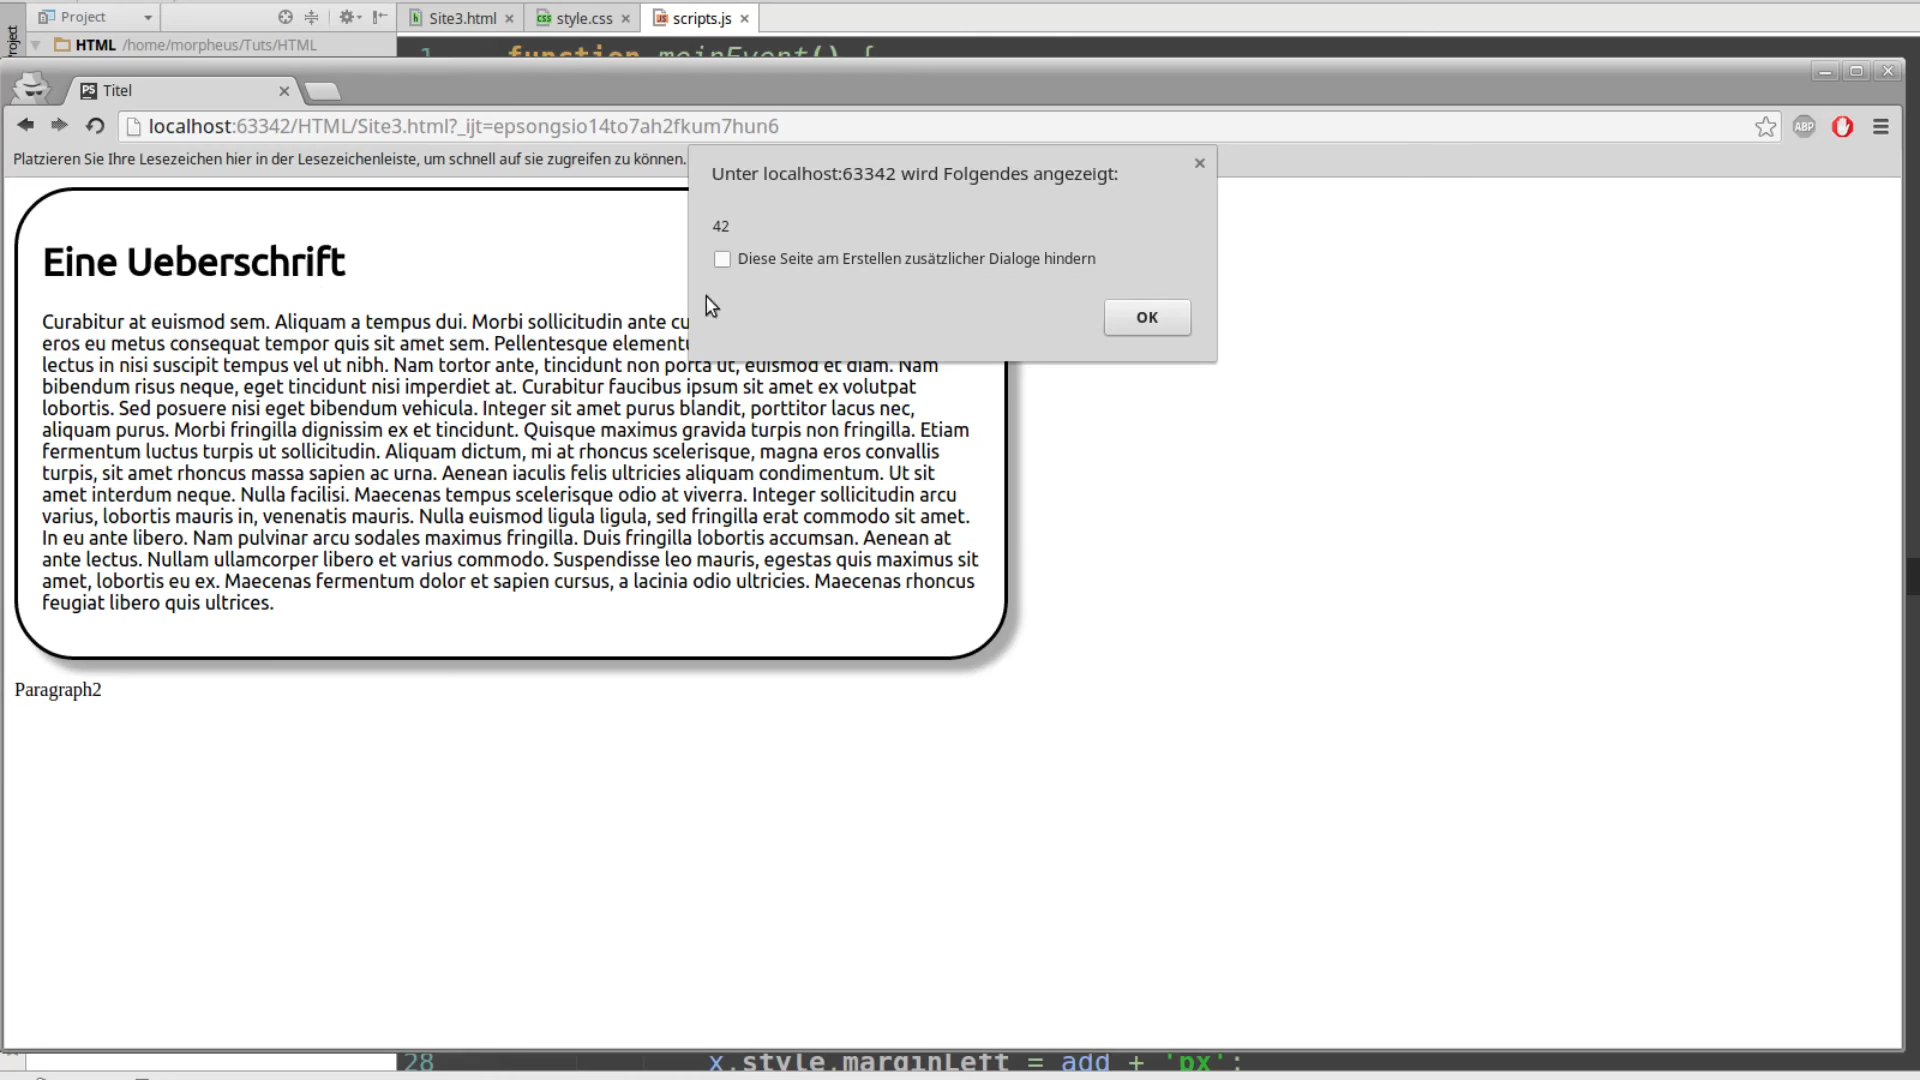 Project
Site3.html
style.css
scripts.js
HTML /home/morpheus/Tuts/HTML
1 function meinEvent() {
Titel
localhost:63342/HTML/Site3.html?_ijt=epsongsio14to7ah2fkum7hun6
ABP
Platzieren Sie Ihre Lesezeichen hier in der Lesezeichenleiste, um schnell auf sie zugreifen zu können.
Unter localhost:63342 wird Folgendes angezeigt:
42
Diese Seite am Erstellen zusätzlicher Dialoge hindern
OK
Eine Ueberschrift
Curabitur at euismod sem. Aliquam a tempus dui. Morbi sollicitudin ante cu
eros eu metus consequat tempor quis sit amet sem. Pellentesque elementu
lectus in nisi suscipit tempus vel ut nibh. Nam tortor ante, tincidunt non porta ut, euismod et diam. Nam
bibendum risus neque, eget tincidunt nisi imperdiet at. Curabitur faucibus ipsum sit amet ex volutpat
lobortis. Sed posuere nisi eget bibendum vehicula. Integer sit amet purus blandit, porttitor lacus nec,
aliquam purus. Morbi fringilla dignissim ex et tincidunt. Quisque maximus gravida turpis non fringilla. Etiam
fermentum luctus turpis ut sollicitudin. Aliquam dictum, mi at rhoncus scelerisque, magna eros convallis
turpis, sit amet rhoncus massa sapien ac urna. Aenean iaculis felis ultricies aliquam condimentum. Ut sit
amet interdum neque. Nulla facilisi. Maecenas tempus scelerisque odio at viverra. Integer sollicitudin arcu
varius, lobortis mauris in, venenatis mauris. Nulla euismod ligula ligula, sed fringilla erat commodo sit amet.
In eu ante libero. Nam pulvinar arcu sodales maximus fringilla. Duis fringilla lobortis accumsan. Aenean at
ante lectus. Nullam ullamcorper libero et varius commodo. Suspendisse leo mauris, egestas quis maximus sit
amet, lobortis eu ex. Maecenas fermentum dolor et sapien cursus, a lacinia odio ultricies. Maecenas rhoncus
feugiat libero quis ultrices.
Paragraph2
28 x.style.marginLeft = add + 'px';